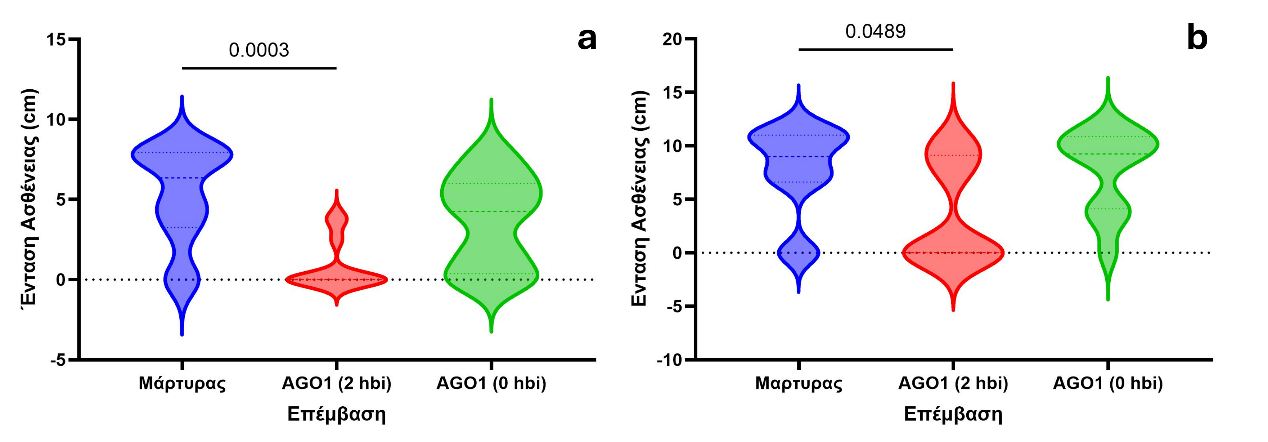 a
0.0003
15
10
5
0
-5
Ένταση Ασθένειας (cm)
Μάρτυρας
AGO1 (2 hbi)
AGO1 (0 hbi)
Επέμβαση
b
0.0489
20
15
10
5
0
-5
-10
Ενταση Ασθένειας (cm)
Μαρτυρας
AGO1 (2 hbi)
AGO1 (0 hbi)
Επέμβαση